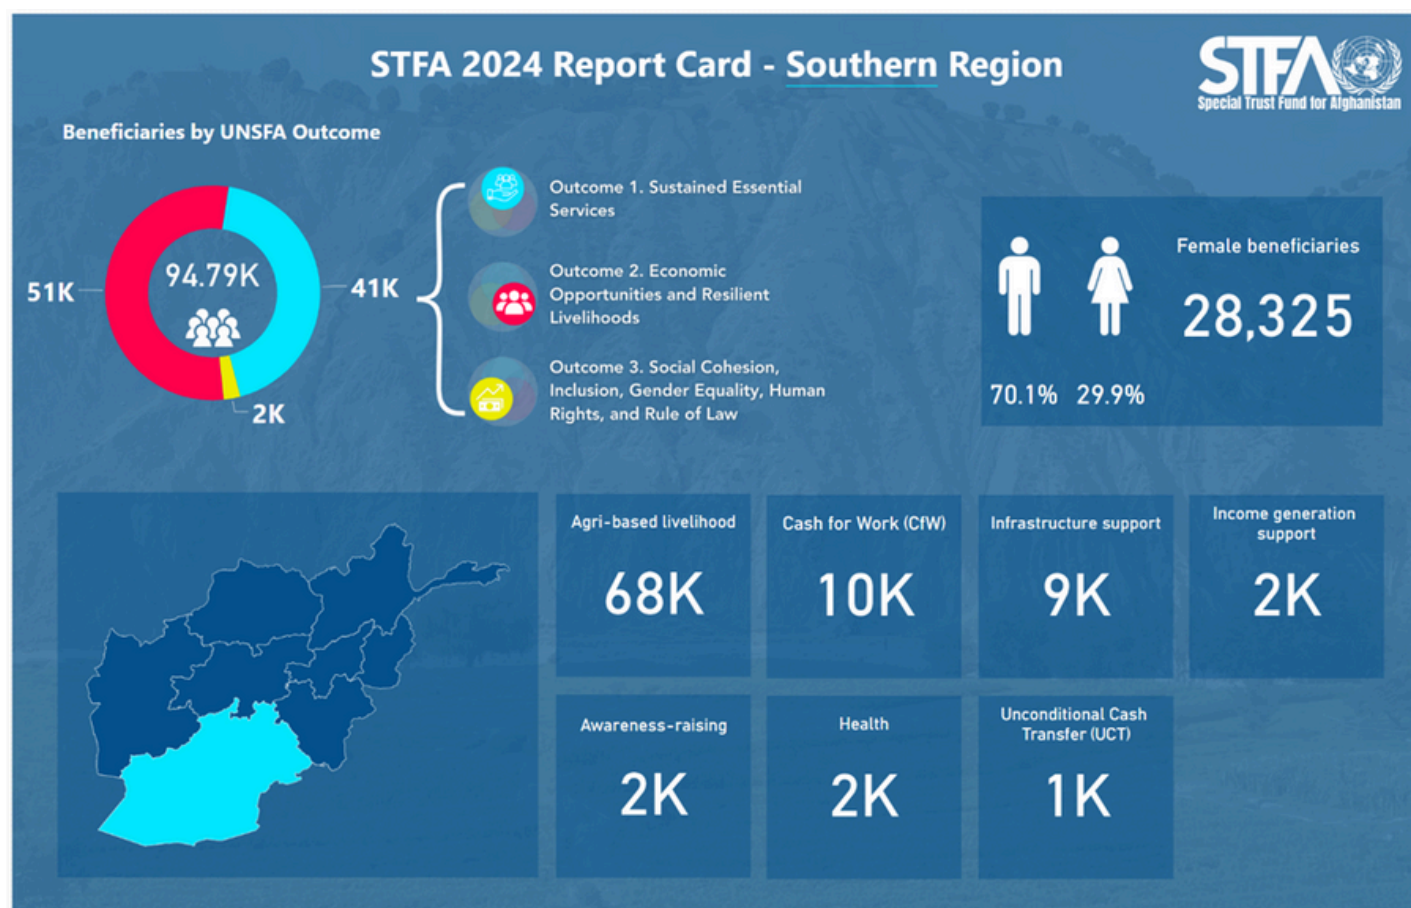 STFA 2024 Report Card - Southern Region
STFA
Special Trust Fund for Afghanistan
Beneficiaries by UNSFA Outcome
94.79K
51K
41K
2K
Outcome 1. Sustained Essential
Services
Outcome 2. Economic
Opportunities and Resilient
Livelihoods
Outcome 3. Social Cohesion,
Inclusion, Gender Equality, Human
Rights, and Rule of Law
Female beneficiaries
28,325
70.1% 29.9%
Agri-based livelihood
68K
Cash for Work (CfW)
10K
Infrastructure support
9K
Income generation
support
2K
Awareness-raising
2K
Health
2K
Unconditional Cash
Transfer (UCT)
1K